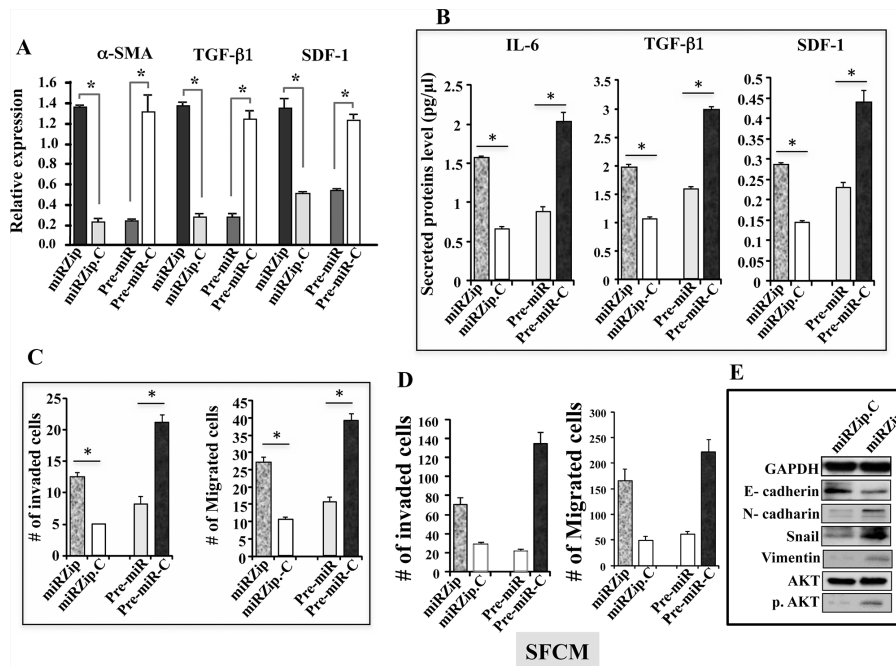 A
α-SMA TGF-β1 SDF-1
* * * * * *
Relative expression
1.6
1.4
1.2
1.0
0.8
0.6
0.4
0.2
0.0
miRZip
miRZip.C
Pre-miR
Pre-miR-C
miRZip
miRZip.C
Pre-miR
Pre-miR-C
miRZip
miRZip.C
Pre-miR
Pre-miR-C
B
IL-6 TGF-β1 SDF-1
Secreted proteins level (pg/µl)
2.5
2
1.5
1
0.5
0
* *
miRZip
miRZip.C
Pre-miR
Pre-miR-C
3.5
3
2.5
2
1.5
1
0.5
0
* *
miRZip
miRZip.-C
Pre-miR
Pre-miR-C
0.5
0.45
0.4
0.35
0.3
0.25
0.2
0.15
0.1
0.05
0
* *
miRZip
miRZip.C
Pre-miR
Pre-miR-C
C
# of invaded cells
25
20
15
10
5
0
* *
miRZip
miRZip.C
Pre-miR
Pre-miR-C
# of Migrated cells
45
40
35
30
25
20
15
10
5
0
* *
miRZip
miRZip.-C
Pre-miR
Pre-miR-C
D
# of invaded cells
160
140
120
100
80
60
40
20
0
miRZip
miRZip.C
Pre-miR
Pre-miR-C
# of Migrated cells
300
250
200
150
100
50
0
miRZip
miRZip.C
Pre-miR
Pre-miR-C
SFCM
E
miRZip.C
GAPDH
E- cadherin
N- cadharin
Snail
Vimentin
AKT
p. AKT